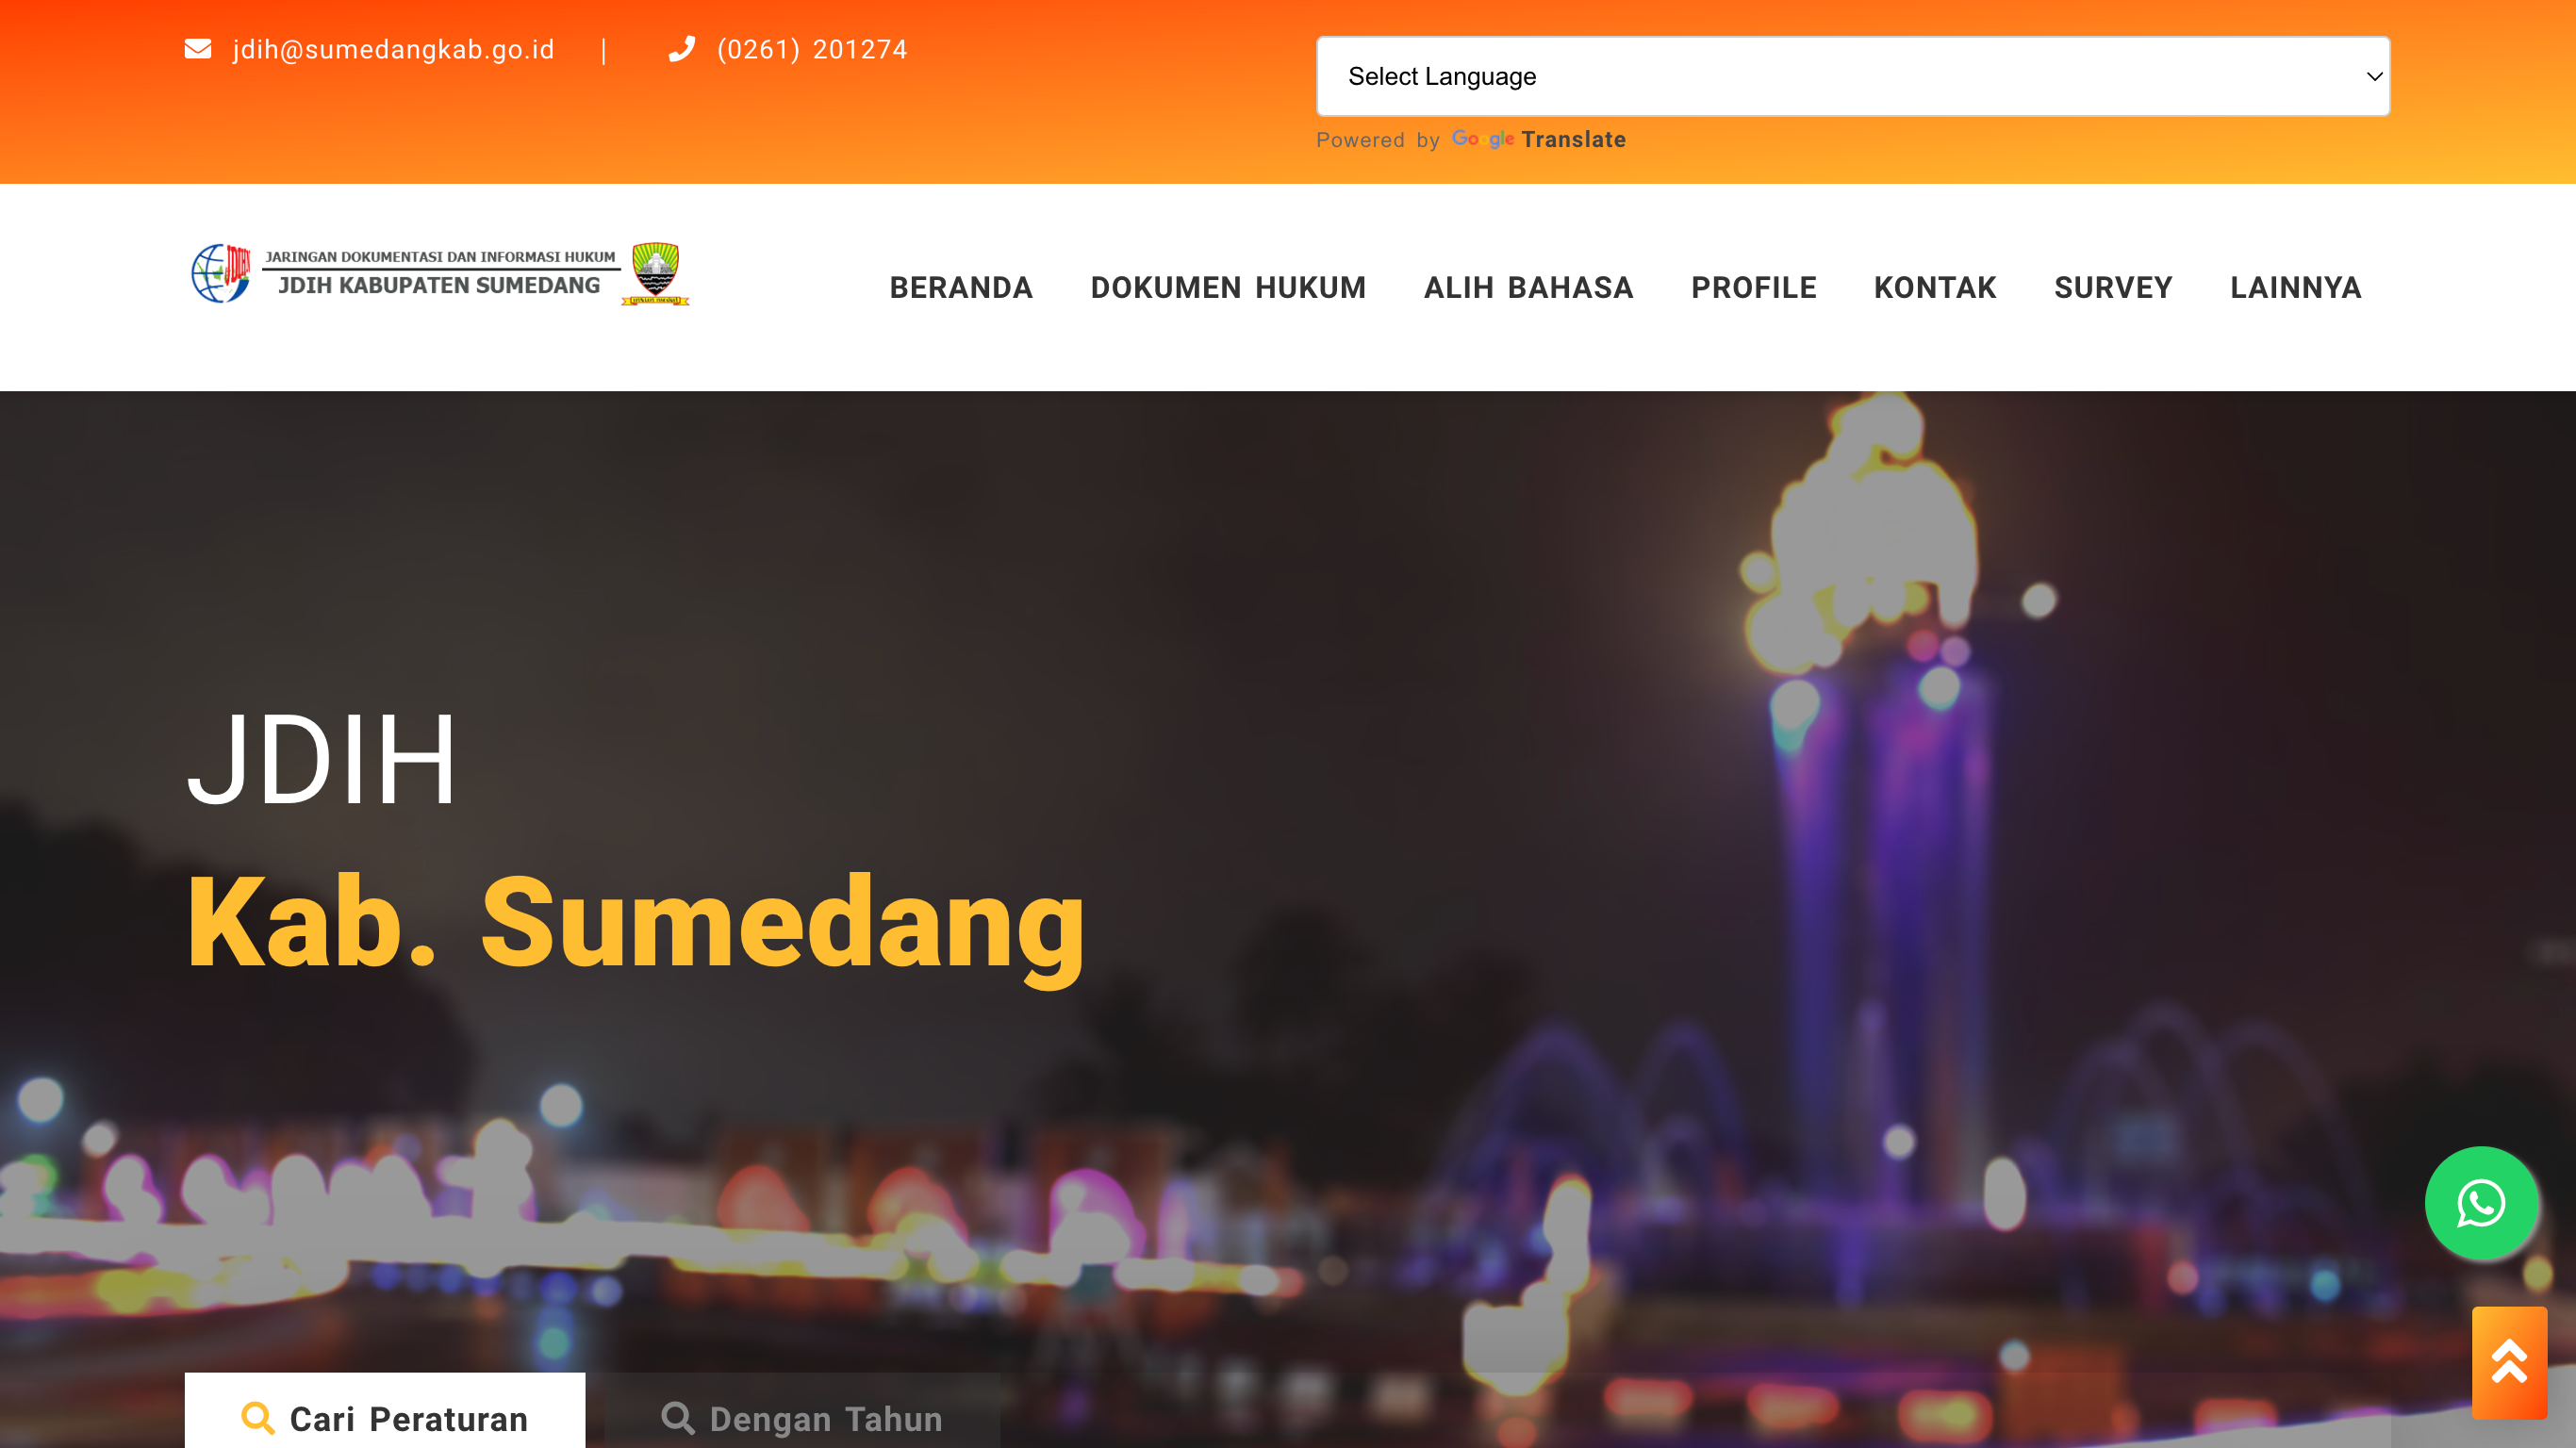 jdih@sumedangkab.go.id | (0261) 201274
Select Language
Powered by Google Translate
JARINGAN DOKUMENTASI DAN INFORMASI HUKUM
JDIH KABUPATEN SUMEDANG
BERANDA DOKUMEN HUKUM ALIH BAHASA PROFILE KONTAK SURVEY LAINNYA
JDIH
Kab. Sumedang
Cari Peraturan
Dengan Tahun